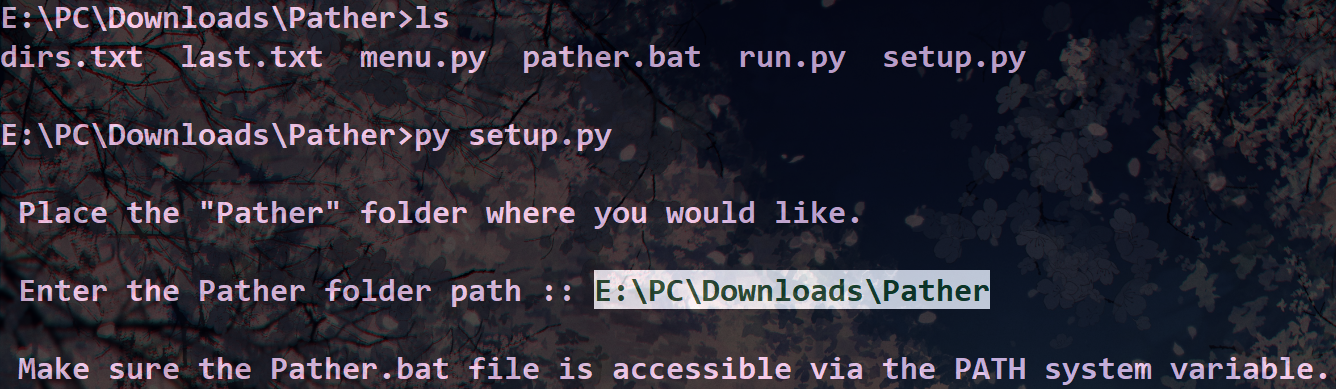 E:\PC\Downloads\Pather>ls
dirs.txt  last.txt  menu.py  pather.bat  run.py  setup.py
E:\PC\Downloads\Pather>py setup.py
Place the "Pather" folder where you would like.
Enter the Pather folder path :: E:\PC\Downloads\Pather
Make sure the Pather.bat file is accessible via the PATH system variable.